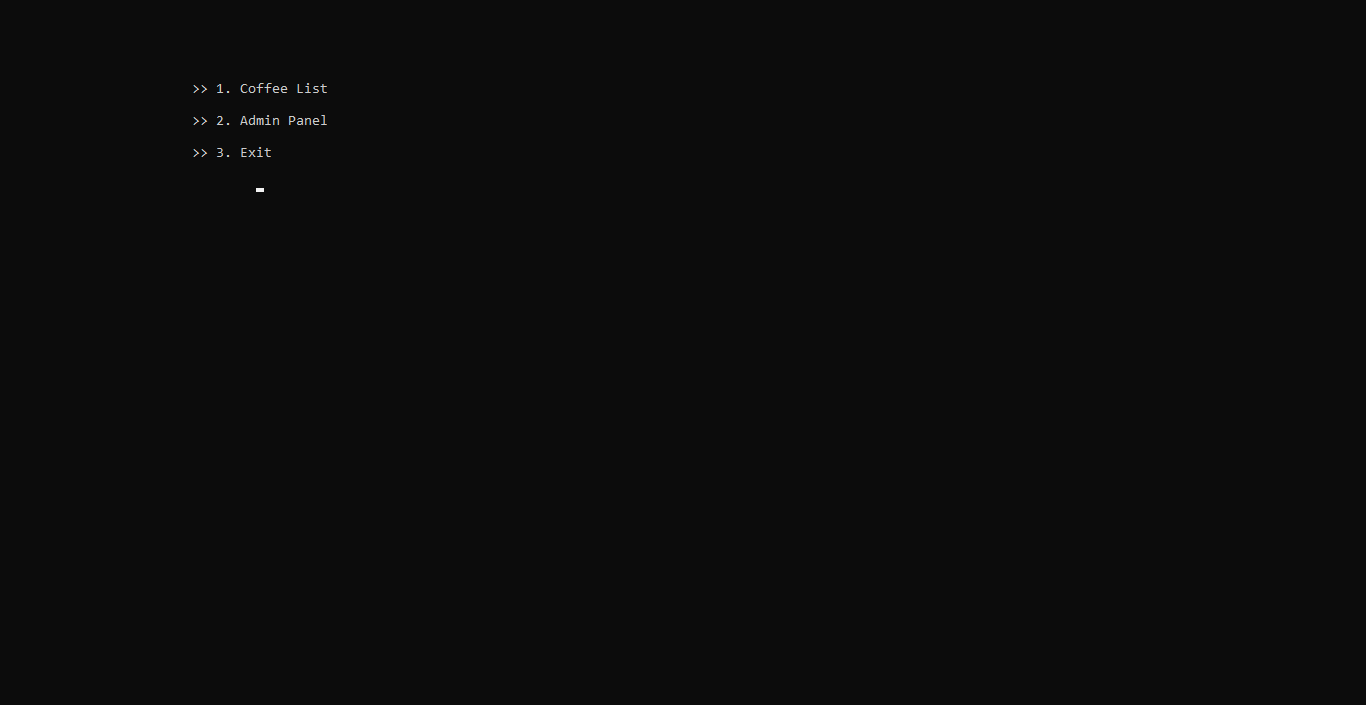 >> 1. Coffee List
>> 2. Admin Panel
>> 3. Exit